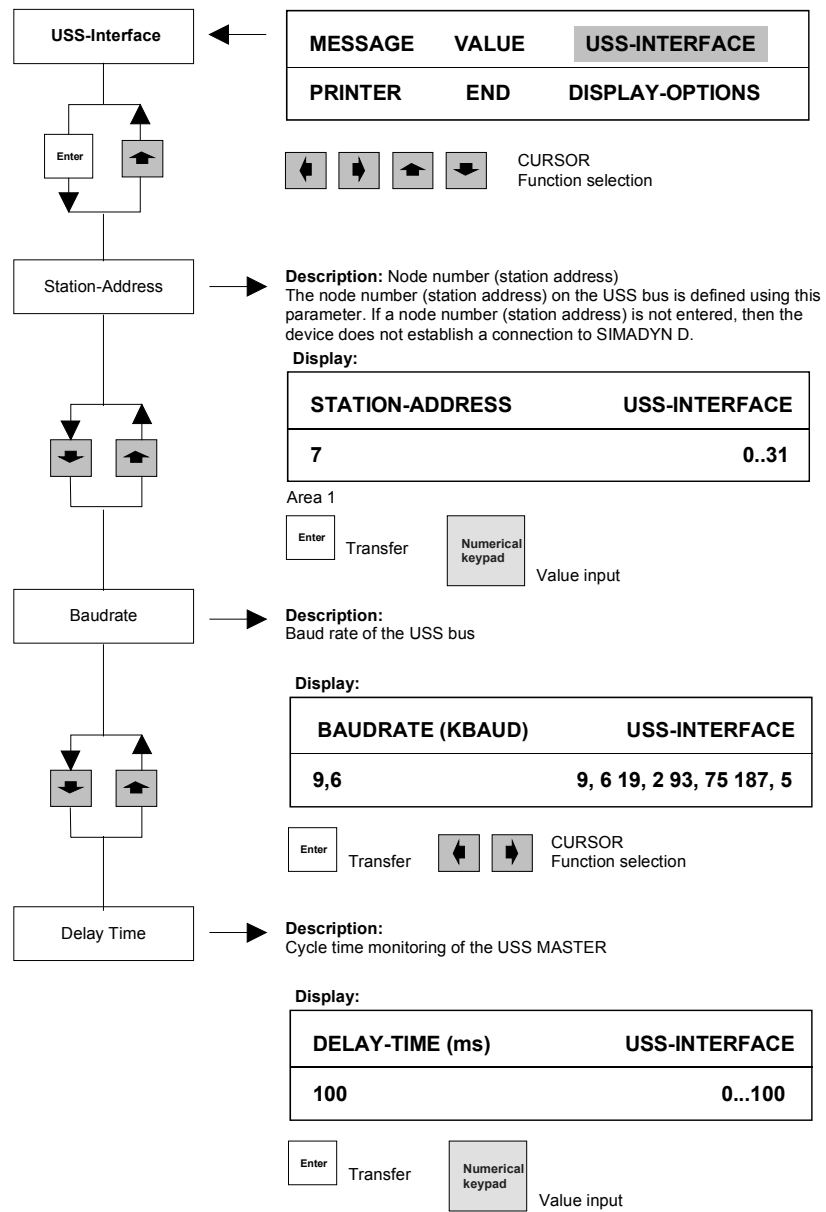 USS-Interface
MESSAGE VALUE USS-INTERFACE
PRINTER END DISPLAY-OPTIONS
Enter
CURSOR
Function selection
Station-Address
Description: Node number (station address)
The node number (station address) on the USS bus is defined using this
parameter. If a node number (station address) is not entered, then the
device does not establish a connection to SIMADYN D.
Display:
STATION-ADDRESS USS-INTERFACE
7 0..31
Area 1
Enter
Transfer
Numerical
keypad
Value input
Baudrate
Description:
Baud rate of the USS bus
Display:
BAUDRATE (KBAUD) USS-INTERFACE
9,6 9, 6 19, 2 93, 75 187, 5
Enter
Transfer
CURSOR
Function selection
Delay Time
Description:
Cycle time monitoring of the USS MASTER
Display:
DELAY-TIME (ms) USS-INTERFACE
100 0...100
Enter
Transfer
Numerical
keypad
Value input